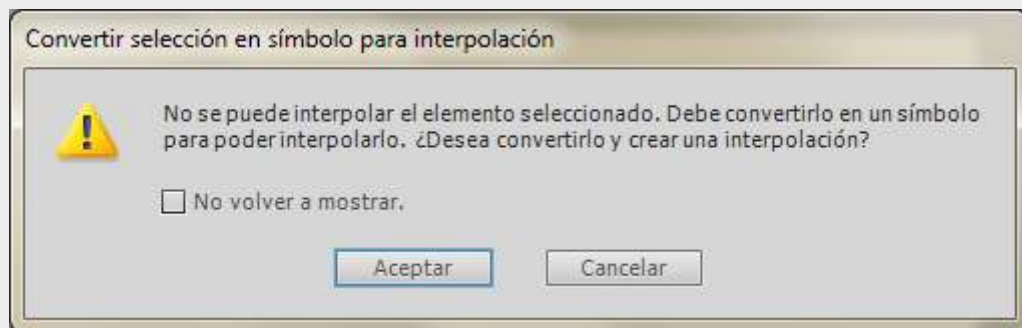 Convertir selección en símbolo para interpolación
No se puede interpolar el elemento seleccionado. Debe convertirlo en un símbolo
para poder interpolarlo. ¿Desea convertirlo y crear una interpolación?
No volver a mostrar.
Aceptar
Cancelar